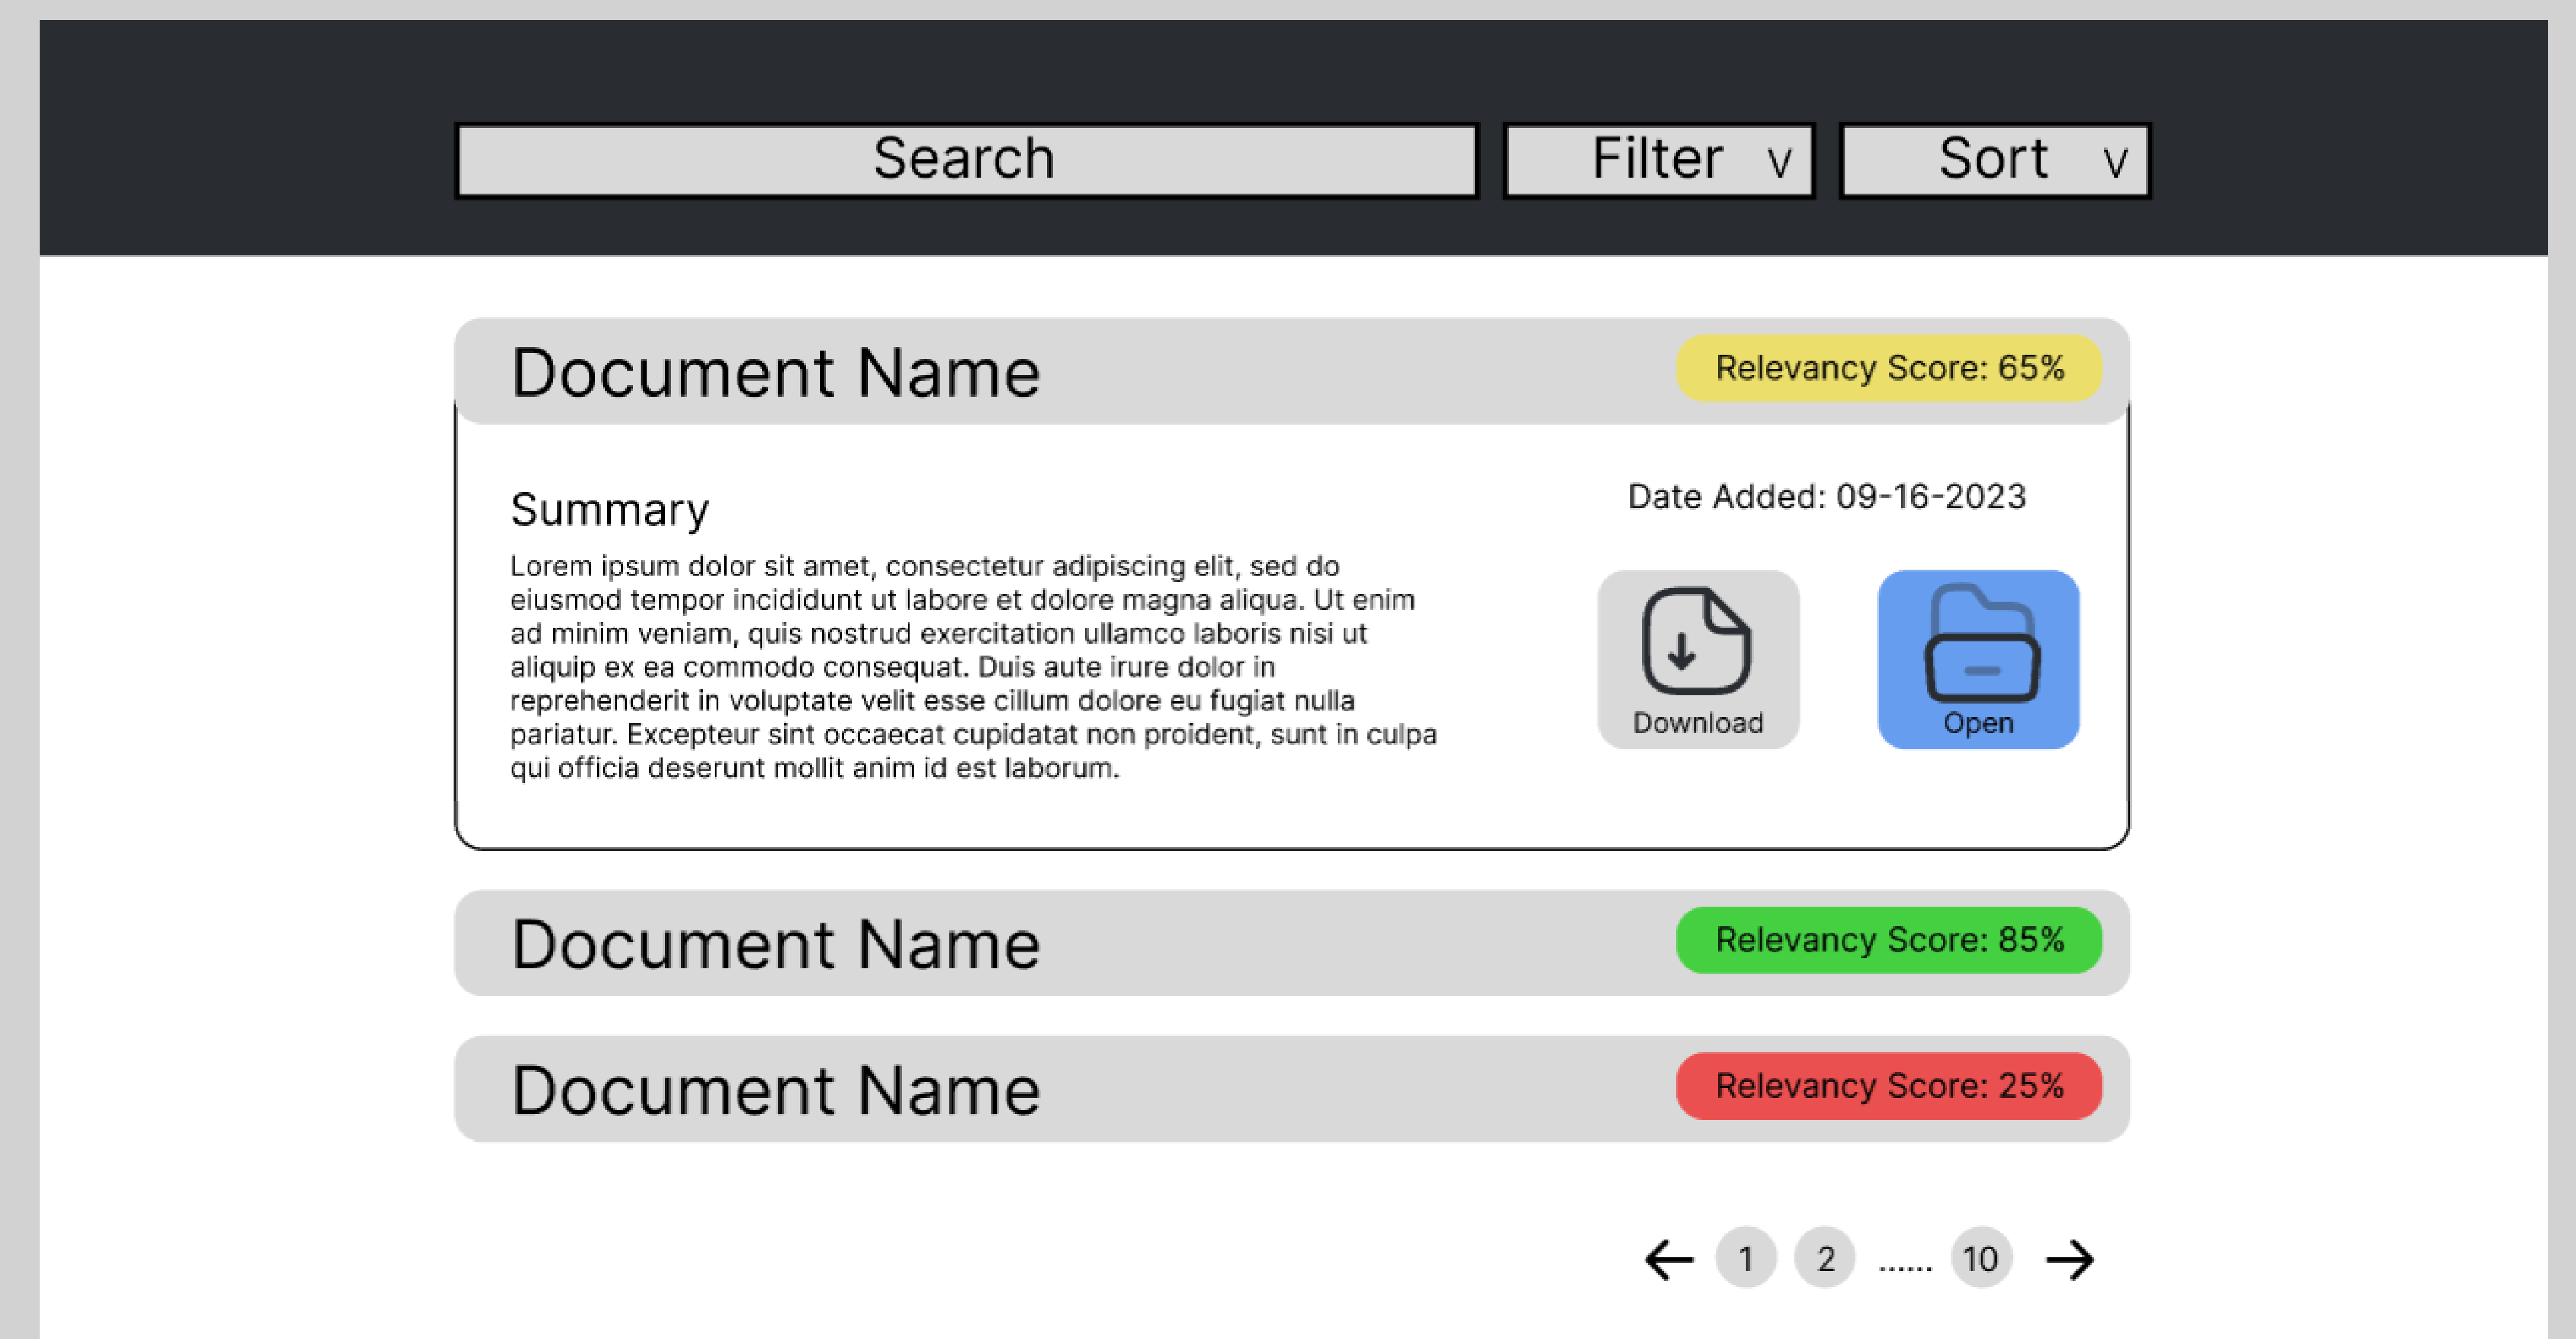 Search
Filter v
Sort v
Document Name
Relevancy Score: 65%
Summary
Lorem ipsum dolor sit amet, consectetur adipiscing elit, sed do
eiusmod tempor incididunt ut labore et dolore magna aliqua. Ut enim
ad minim veniam, quis nostrud exercitation ullamco laboris nisi ut
aliquip ex ea commodo consequat. Duis aute irure dolor in
reprehenderit in voluptate velit esse cillum dolore eu fugiat nulla
pariatur. Excepteur sint occaecat cupidatat non proident, sunt in culpa
qui officia deserunt mollit anim id est laborum.
Date Added: 09-16-2023
Download
Open
Document Name
Relevancy Score: 85%
Document Name
Relevancy Score: 25%
1 2 ...... 10